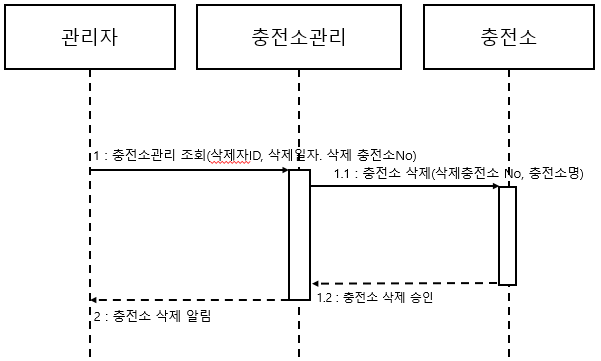 관리자
충전소관리
충전소
1 : 충전소관리 조회(삭제자ID, 삭제일자. 삭제 충전소No)
1.1 : 충전소 삭제(삭제충전소 No, 충전소명)
1.2 : 충전소 삭제 승인
2 : 충전소 삭제 알림